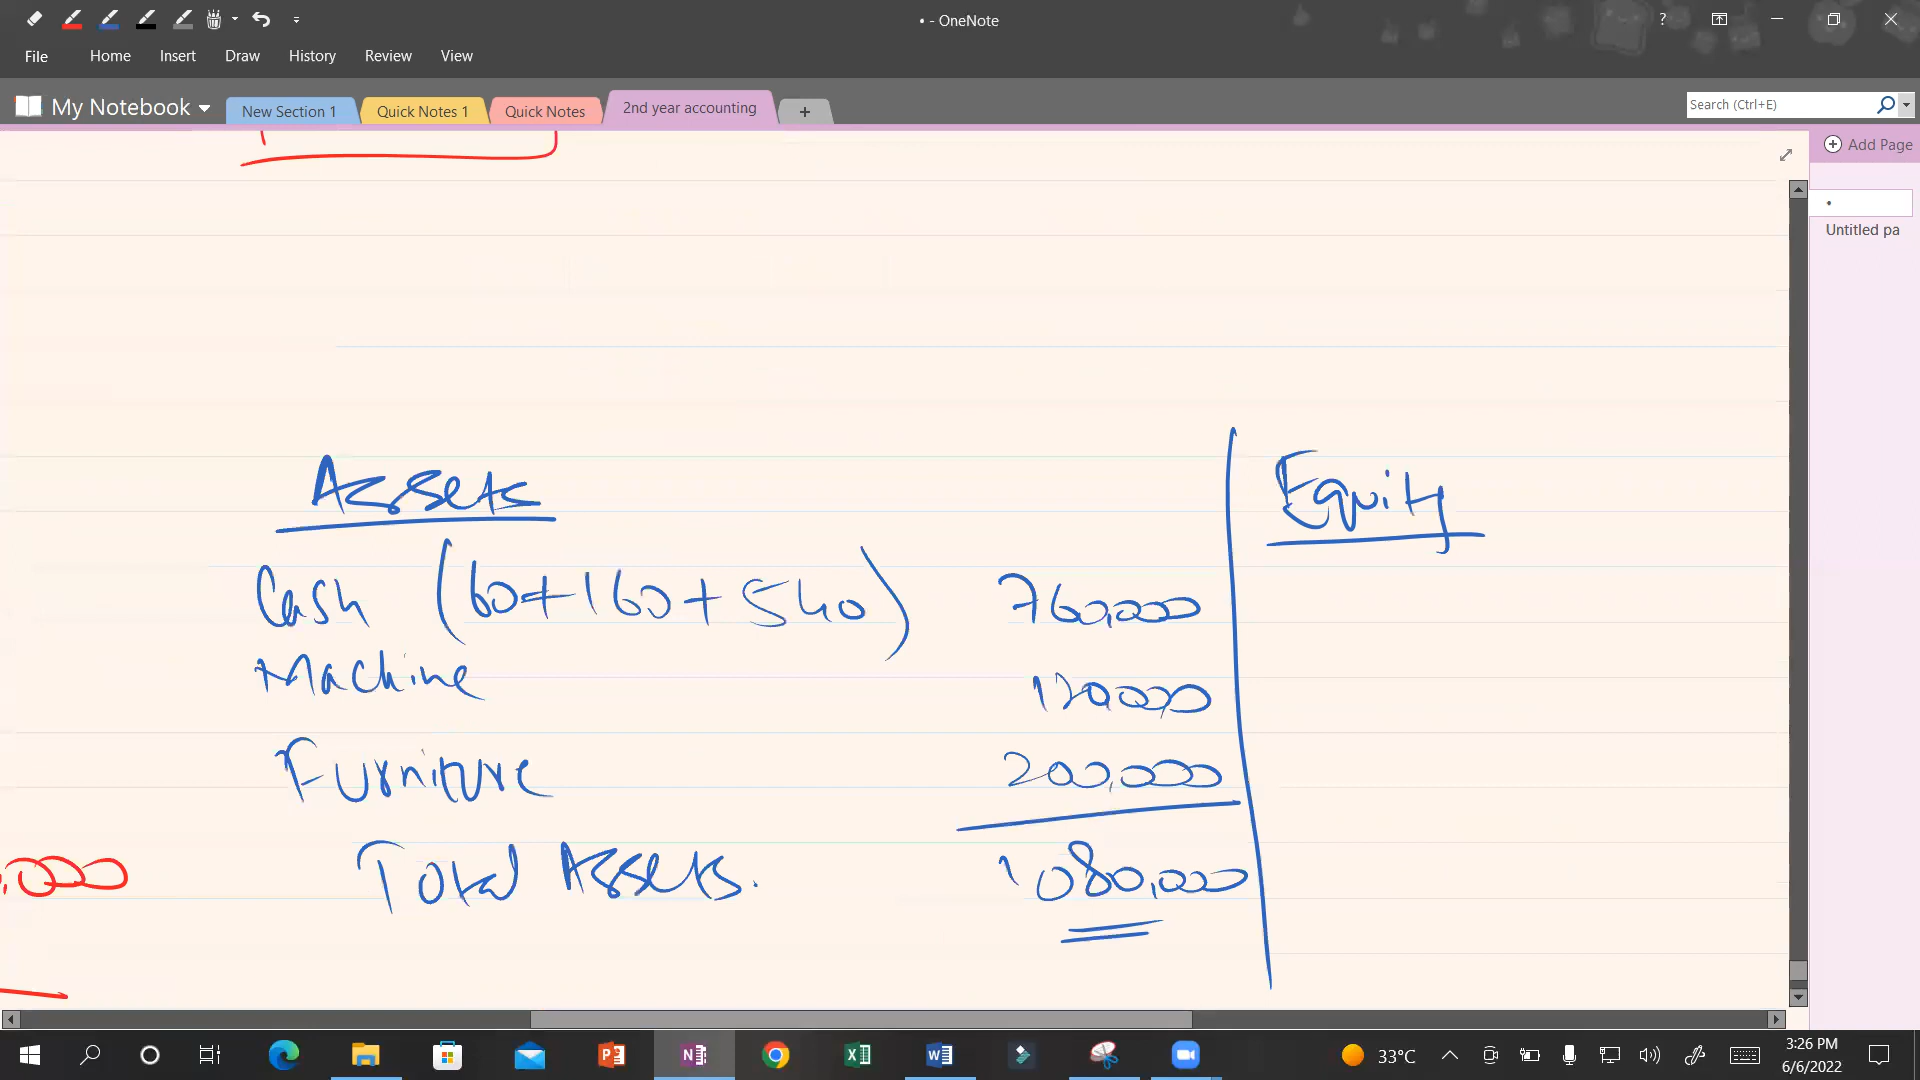 • - OneNote
?
File Home Insert Draw History Review View
My Notebook
New Section 1
Quick Notes 1
Quick Notes
2nd year accounting
+
Search (Ctrl+E)
Add Page
•
Untitled pa
Assets
Equity
Cash (60+160+540) 760,000
Machine 120,000
Furniture 200,000
,000
Total Assets. 1080,000
33°C
3:26 PM
6/6/2022